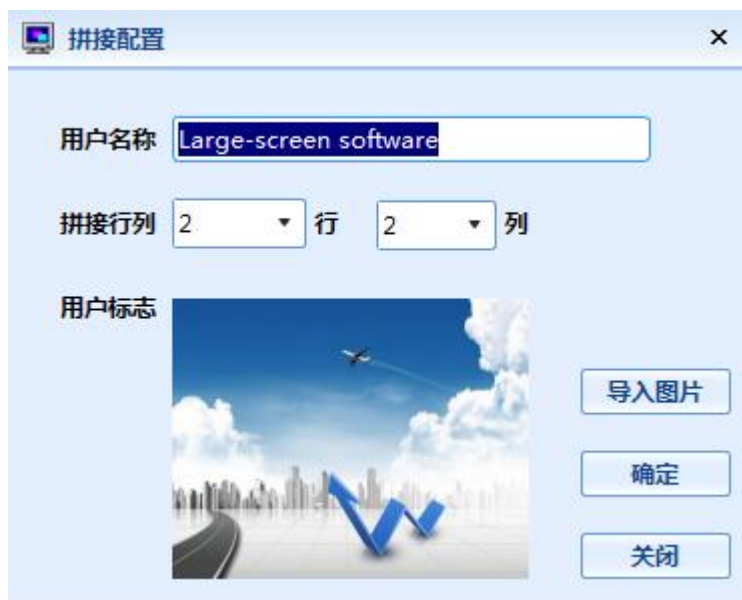 拼接配置 ×
用户名称 Large-screen software
拼接行列 2 行 2 列
用户标志
导入图片
确定
关闭